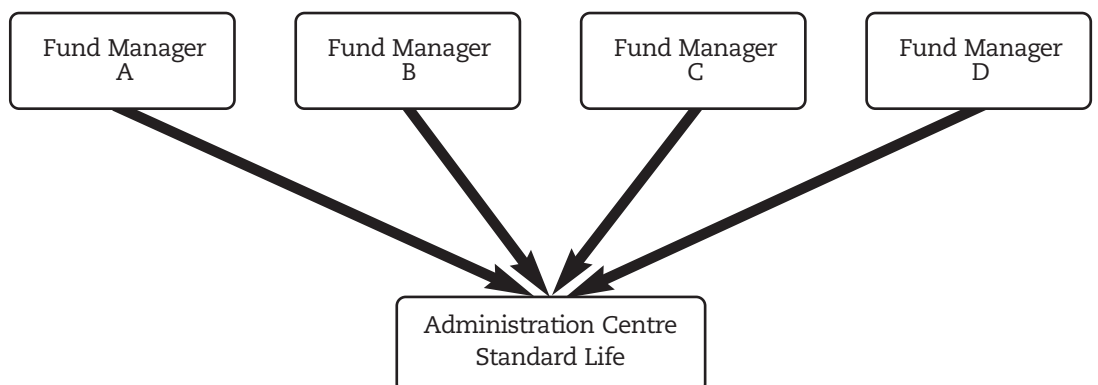 Fund Manager
A
Fund Manager
B
Fund Manager
C
Fund Manager
D
Administration Centre
Standard Life